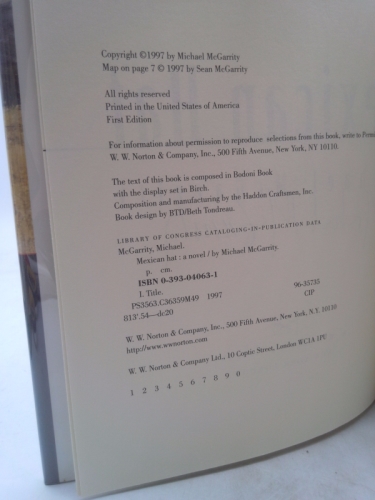 Copyright ©1997 by Michael McGarrity
Map on page 7 © 1997 by Sean McGarrity
All rights reserved
Printed in the United States of America
First Edition
For information about permission to reproduce selections from this book, write to
W. W. Norton & Company, Inc., 500 Fifth Avenue, New York, NY 10110.
The text of this book is composed in Bodoni Book
with the display set in Birch.
Composition and manufacturing by the Haddon Craftsmen, Inc.
Book design by BTD/Beth Tondreau.
LIBRARY OF CONGRESS CATALOGING-IN-PUBLICATION DATA
McGarrity, Michael.
Mexican hat : a novel / by Michael McGarrity.
p. cm.
ISBN 0-393-04063-1
I. Title.
PS3563.C36359M49 1997
813'.54—dc20
96-35735
CIP
W. W. Norton & Company, Inc., 500 Fifth Avenue, New York, N.Y. 10110
http://www.wwnorton.com
W. W. Norton & Company Ltd., 10 Coptic Street, London WC1A 1PU
1 2 3 4 5 6 7 8 9 0